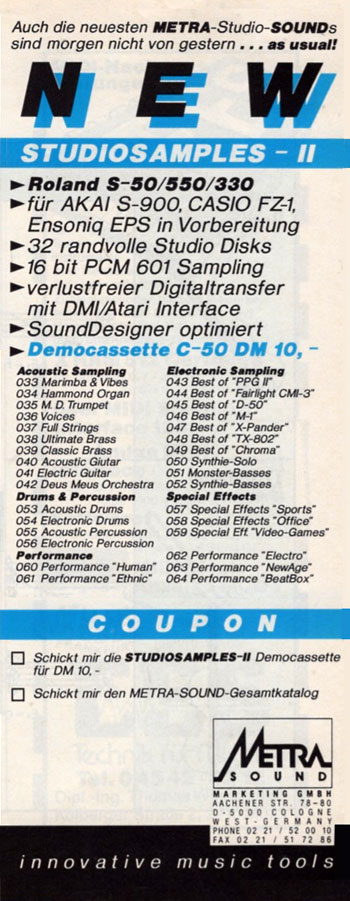 Auch die neuesten METRA-Studio-SOUNDs
sind morgen nicht von gestern ... as usual!
NEW
STUDIOSAMPLES - II
►Roland S-50/550/330
►für AKAI S-900, CASIO FZ-1,
Ensoniq EPS in Vorbereitung
►32 randvolle Studio Disks
►16 bit PCM 601 Sampling
►verlustfreier Digitaltransfer
mit DMI/Atari Interface
►SoundDesigner optimiert
►Democassette C-50 DM 10,-
Acoustic Sampling
033 Marimba & Vibes
034 Hammond Organ
035 M. D. Trumpet
036 Voices
037 Full Strings
038 Ultimate Brass
039 Classic Brass
040 Acoustic Giutar
041 Electric Guitar
042 Deus Meus Orchestra
Drums & Percussion
053 Acoustic Drums
054 Electronic Drums
055 Acoustic Percussion
056 Electronic Percussion
Performance
060 Performance "Human"
061 Performance "Ethnic"
Electronic Sampling
043 Best of "PPG II"
044 Best of "Fairlight CMI-3"
045 Best of "D-50"
046 Best of "M-1"
047 Best of "X-Pander"
048 Best of "TX-802"
049 Best of "Chroma"
050 Synthie-Solo
051 Monster-Basses
052 Synthie-Basses
Special Effects
057 Special Effects "Sports"
058 Special Effects "Office"
059 Special Eff. "Video-Games"
062 Performance "Electro"
063 Performance "NewAge"
064 Performance "BeatBox"
COUPON
Schickt mir die STUDIOSAMPLES-II Democassette
für DM 10,-
Schickt mir den METRA-SOUND-Gesamtkatalog
METRA
SOUND
MARKETING GMBH
AACHENER STR. 78-80
D-5000 COLOGNE
WEST-GERMANY
PHONE 02 21 / 52 00 10
FAX 02 21 / 51 72 86
innovative music tools